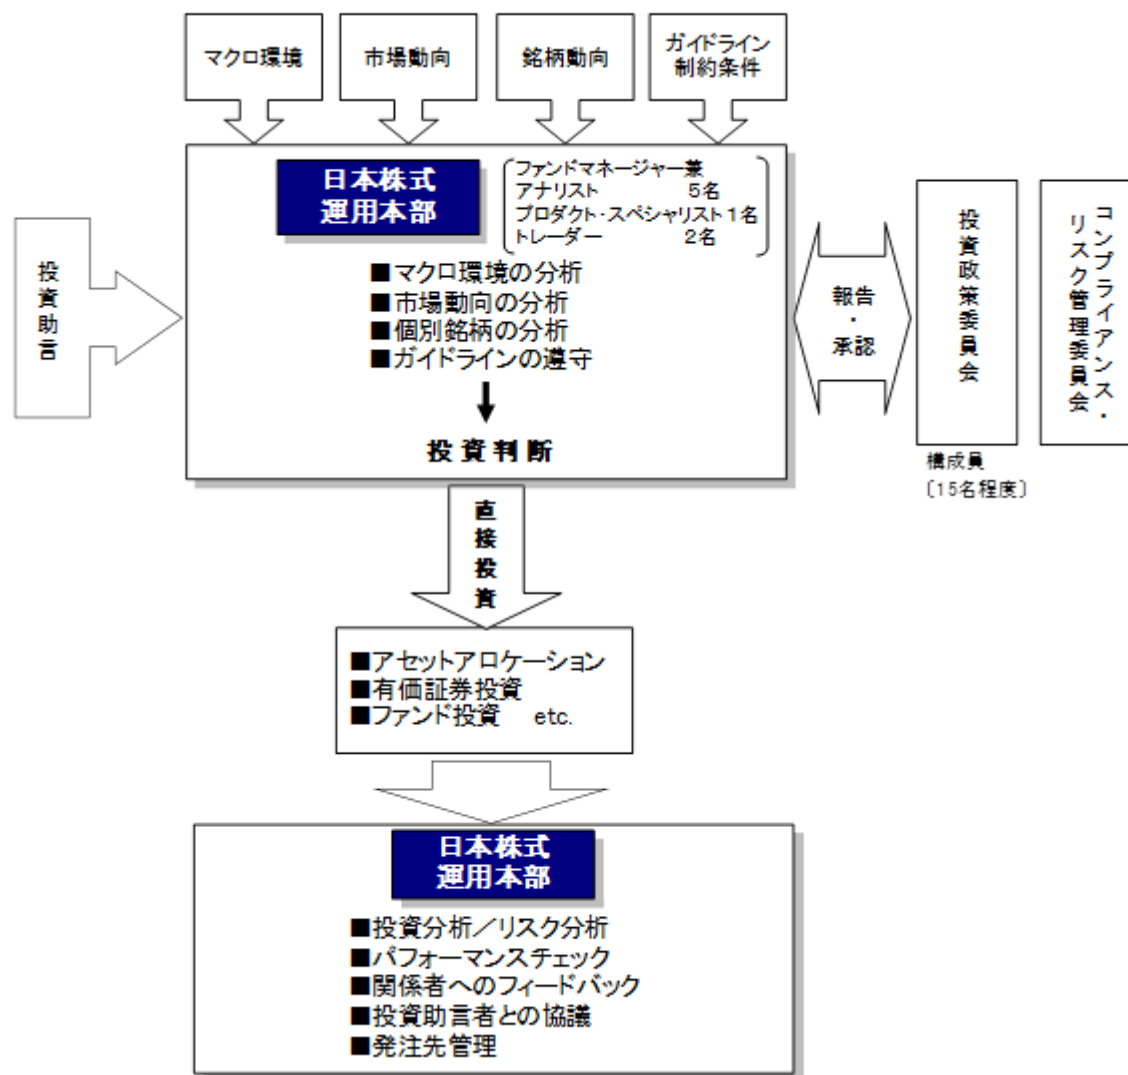 マクロ環境
市場動向
銘柄動向
ガイドライン
制約条件
日本株式
運用本部
ファンドマネージャー兼
アナリスト 5名
プロダクト・スペシャリスト1名
トレーダー 2名
■マクロ環境の分析
■市場動向の分析
■個別銘柄の分析
■ガイドラインの遵守
投資判断
投資助言
報告
・
承認
投資政策委員会
構成員
〔15名程度〕
コンプライアンス・
リスク管理委員会
直接投資
■アセットアロケーション
■有価証券投資
■ファンド投資 etc.
日本株式
運用本部
■投資分析／リスク分析
■パフォーマンスチェック
■関係者へのフィードバック
■投資助言者との協議
■発注先管理